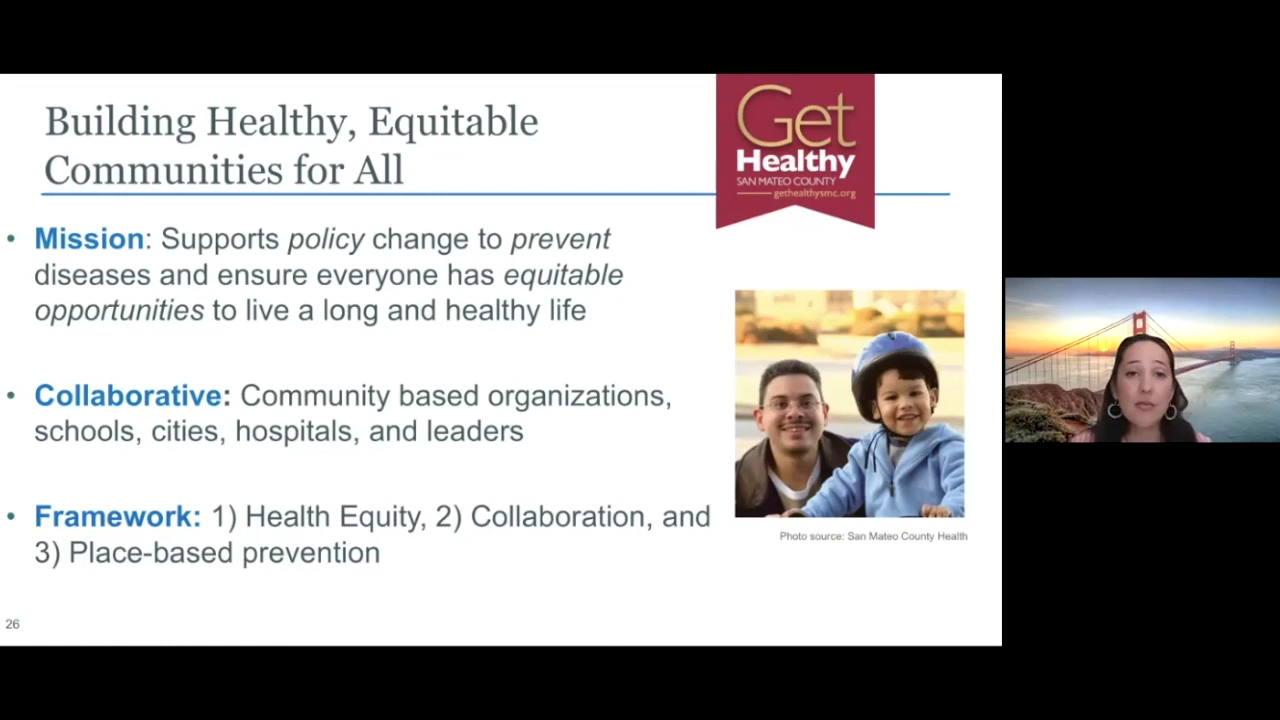 Building Healthy, Equitable
Communities for All
Get
Healthy
SAN MATEO COUNTY
gethealthysmc.org
• Mission: Supports policy change to prevent
diseases and ensure everyone has equitable
opportunities to live a long and healthy life
• Collaborative: Community based organizations,
schools, cities, hospitals, and leaders
• Framework: 1) Health Equity, 2) Collaboration, and
3) Place-based prevention
Photo source: San Mateo County Health
26